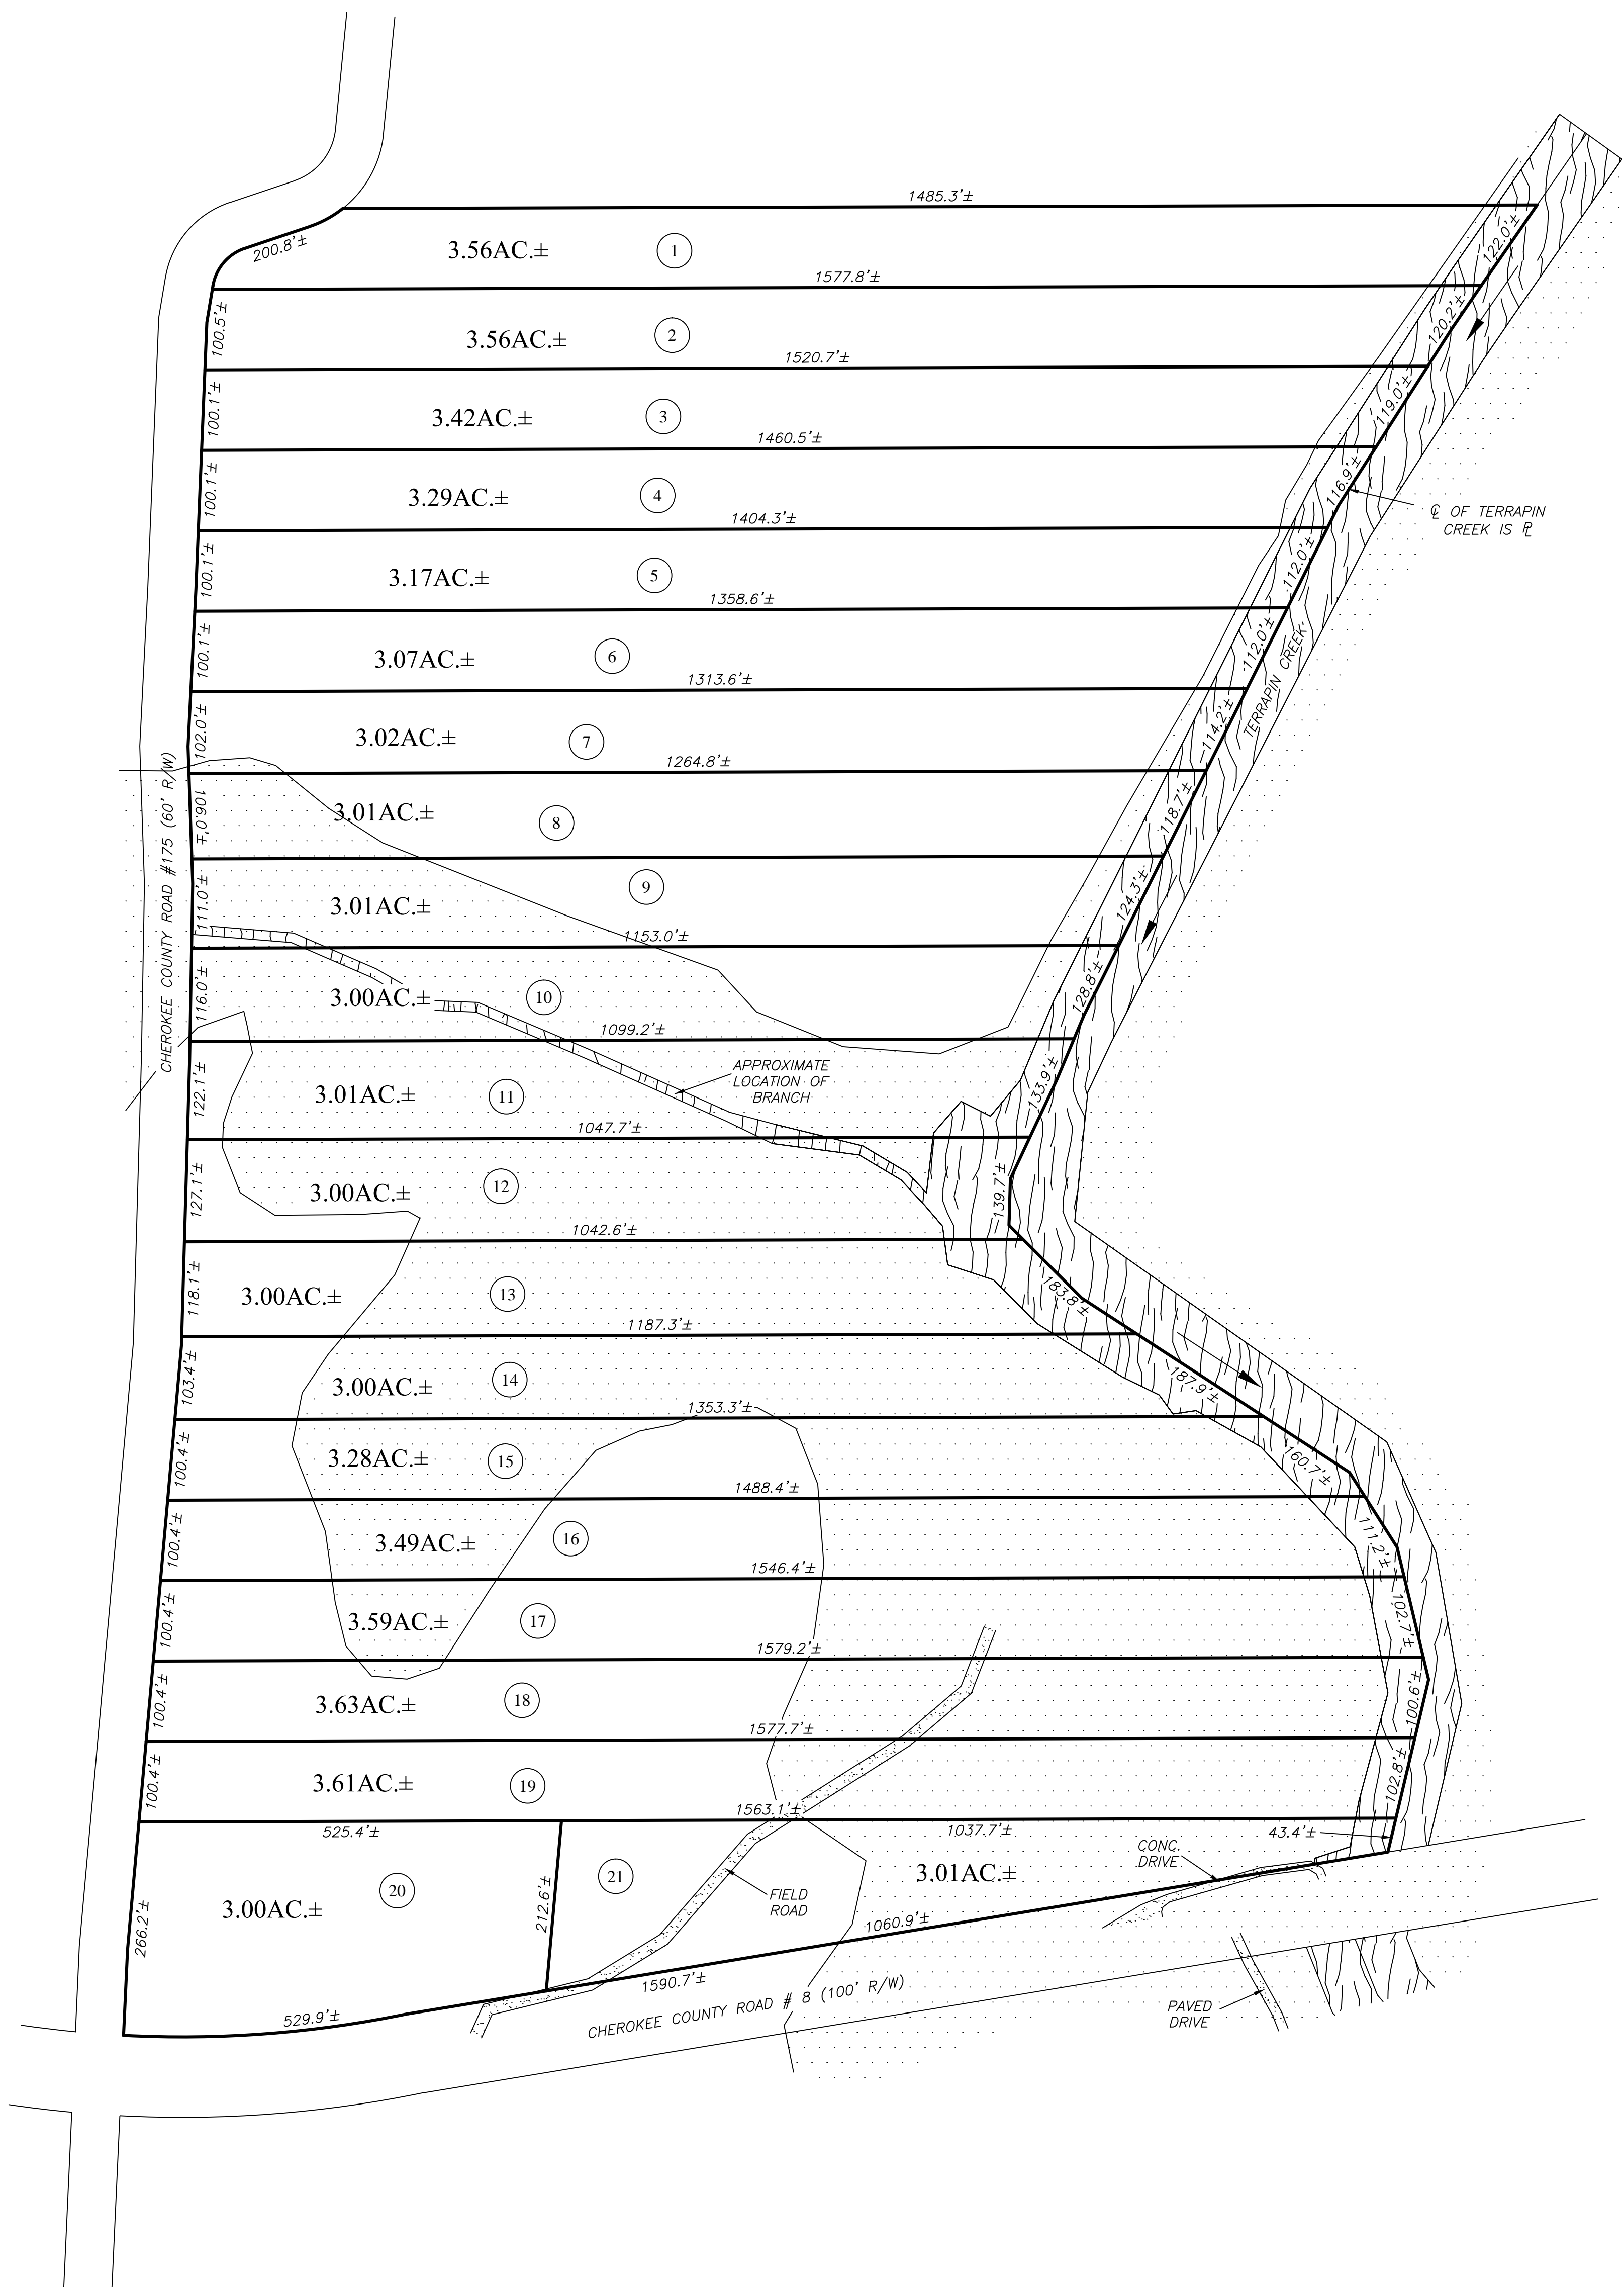 1485.3'±
200.8'±
3.56AC.±
1
122.0'±
1577.8'±
100.5'±
3.56AC.±
2
120.2'±
1520.7'±
100.1'±
3.42AC.±
3
119.0'±
1460.5'±
100.1'±
3.29AC.±
4
116.9'±
℄ OF TERRAPIN
CREEK IS ⅊
1404.3'±
100.1'±
3.17AC.±
5
112.0'±
1358.6'±
100.1'±
3.07AC.±
6
112.0'±
TERRAPIN CREEK
1313.6'±
102.0'±
3.02AC.±
7
114.2'±
1264.8'±
CHEROKEE COUNTY ROAD #175 (60' R/W)
106.0'±
3.01AC.±
8
118.7'±
111.0'±
3.01AC.±
9
124.3'±
1153.0'±
116.0'±
3.00AC.±
10
128.8'±
1099.2'±
122.1'±
3.01AC.±
11
APPROXIMATE
LOCATION OF
BRANCH
133.9'±
1047.7'±
127.1'±
3.00AC.±
12
139.7'±
1042.6'±
118.1'±
3.00AC.±
13
183.8'±
1187.3'±
103.4'±
3.00AC.±
14
187.9'±
1353.3'±
100.4'±
3.28AC.±
15
160.7'±
1488.4'±
100.4'±
3.49AC.±
16
111.2'±
1546.4'±
100.4'±
3.59AC.±
17
102.7'±
1579.2'±
100.4'±
3.63AC.±
18
100.6'±
1577.7'±
100.4'±
3.61AC.±
19
102.8'±
1563.1'±
525.4'±
1037.7'±
43.4'±
CONC.
DRIVE
266.2'±
3.00AC.±
20
212.6'±
21
3.01AC.±
FIELD
ROAD
1060.9'±
1590.7'±
529.9'±
CHEROKEE COUNTY ROAD # 8 (100' R/W)
PAVED
DRIVE